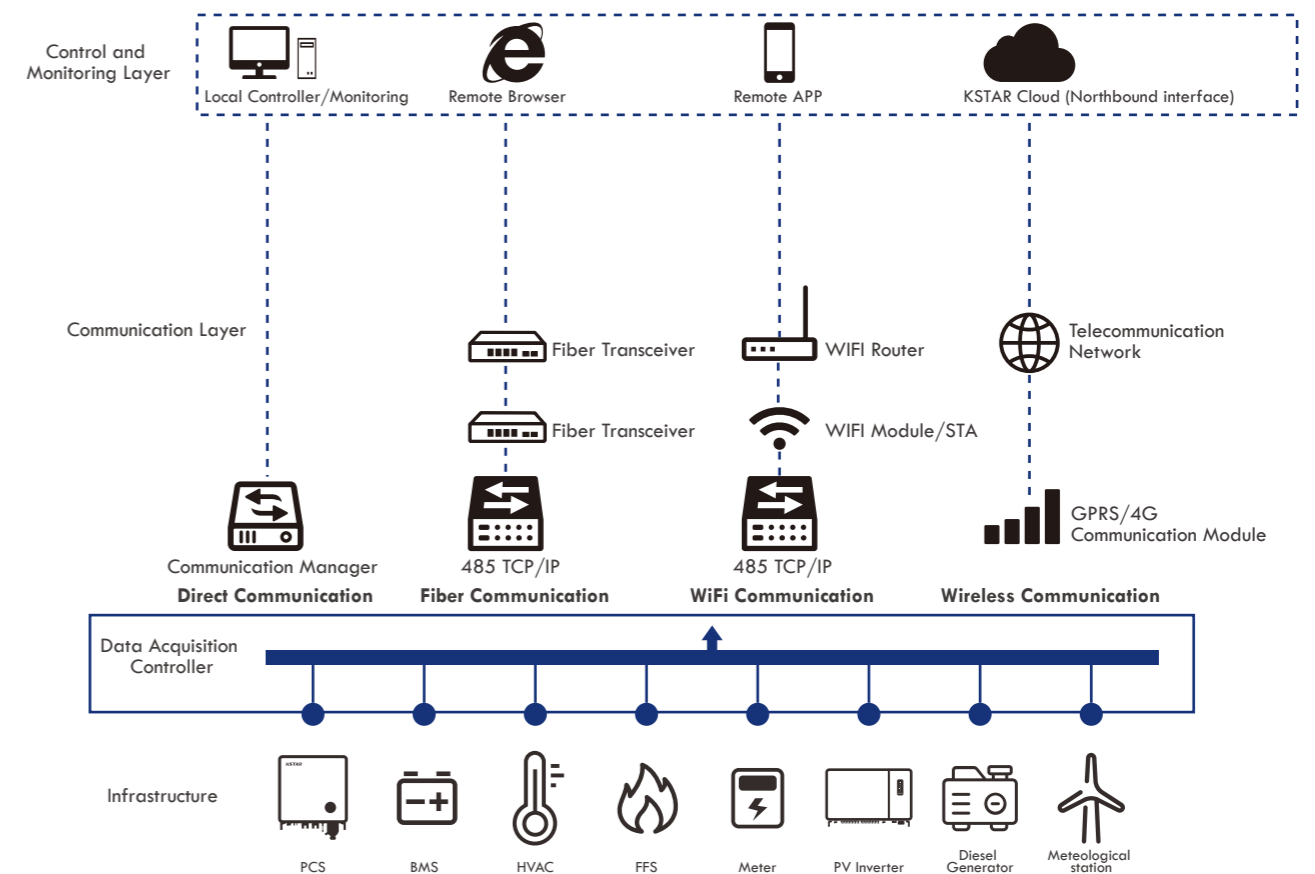 Control and
Monitoring Layer
Local Controller/Monitoring
Remote Browser
Remote APP
KSTAR Cloud (Northbound interface)
Communication Layer
Fiber Transceiver
WIFI Router
Telecommunication
Network
Fiber Transceiver
WIFI Module/STA
GPRS/4G
Communication Module
Communication Manager
485 TCP/IP
485 TCP/IP
Direct Communication
Fiber Communication
WiFi Communication
Wireless Communication
Data Acquisition
Controller
Infrastructure
KSTAR
PCS
BMS
HVAC
FFS
Meter
PV Inverter
Diesel
Generator
Meteological
station